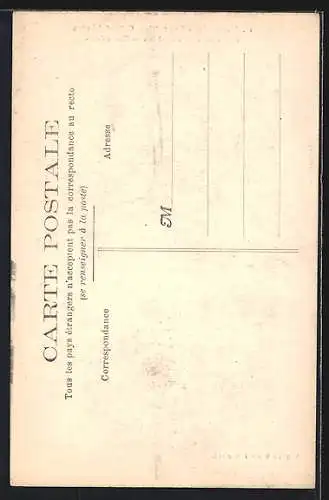 CARTE POSTALE
Tous les pays étrangers n'acceptent pas la correspondance au recto
(se renseigner à la poste)
Correspondance
Adresse
M